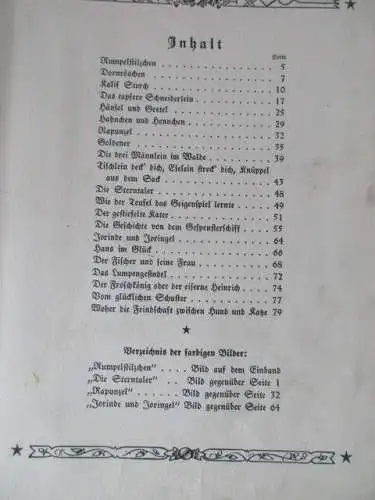 Inhalt
Seite
Rumpelstilzchen . . . . . . . . . . . . . . . 5
Dornröschen . . . . . . . . . . . . . . . 7
Kalif Storch . . . . . . . . . . . . . . . 10
Das tapfere Schneiderlein . . . . . . . . . . 17
Hänsel und Gretel . . . . . . . . . . . . 25
Hähnchen und Hennchen . . . . . . . . . . 29
Rapunzel . . . . . . . . . . . . . . . 32
Goldener . . . . . . . . . . . . . . . 35
Die drei Männlein im Walde . . . . . . . . . 39
Tischlein deck' dich, Eselein streck' dich, Knüppel
aus dem Sack . . . . . . . . . . . . . 43
Die Sterntaler . . . . . . . . . . . . . . 48
Wie der Teufel das Geigenspiel lernte . . . . . 49
Der gestiefelte Kater . . . . . . . . . . . . 51
Die Geschichte von dem Gespensterschiff . . . . 55
Jorinde und Joringel . . . . . . . . . . . 64
Hans im Glück . . . . . . . . . . . . . 66
Der Fischer und seine Frau . . . . . . . . . 68
Das Lumpengesindel . . . . . . . . . . . . 72
Der Froschkönig oder der eiserne Heinrich . . . . 74
Vom glücklichen Schuster . . . . . . . . . . 77
Woher die Feindschaft zwischen Hund und Katze 79
Verzeichnis der farbigen Bilder:
„Rumpelstilzchen“ . . . . Bild auf dem Einband
„Die Sterntaler“ . . Bild gegenüber Seite 1
„Rapunzel“ . . . . . Bild gegenüber Seite 32
„Jorinde und Joringel“ Bild gegenüber Seite 64